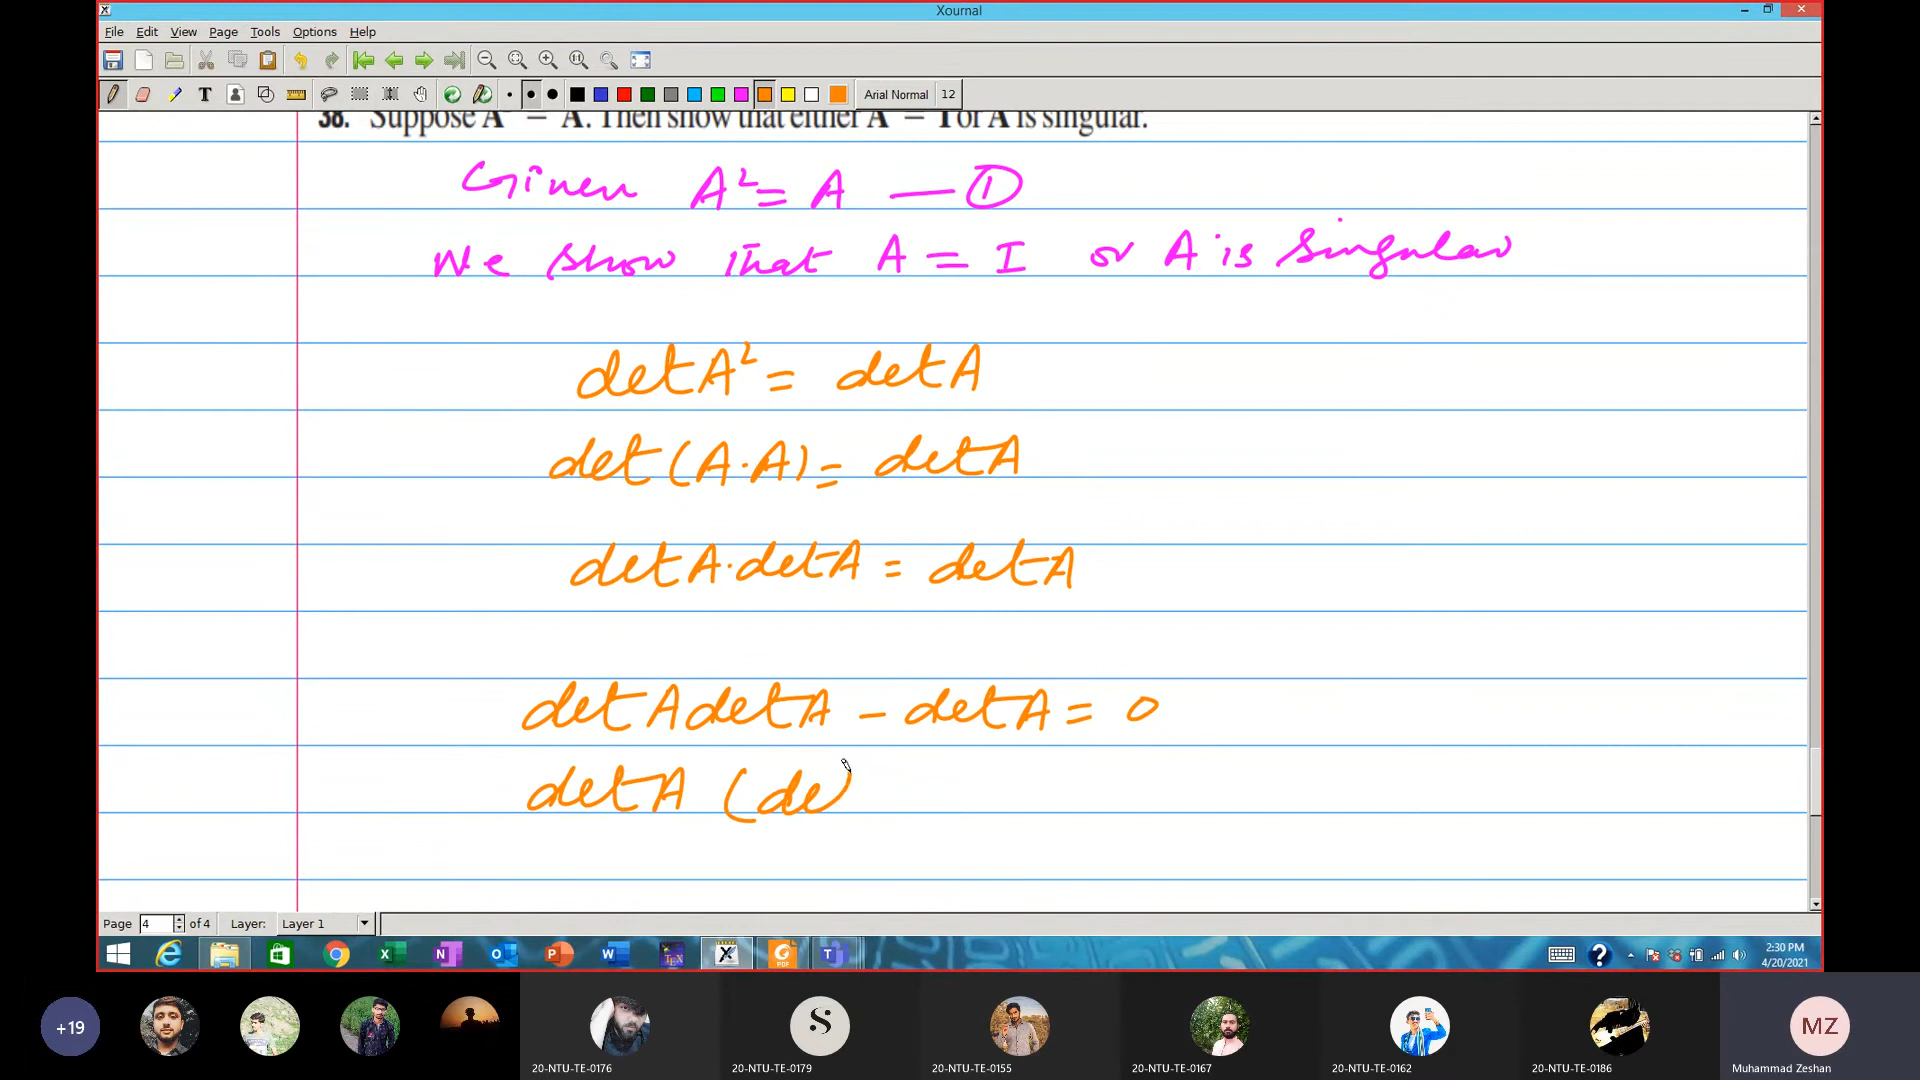 Xournal
File Edit View Page Tools Options Help
Arial Normal 12
38. Suppose A = A. Then show that either A = I or A is singular.
Given A² = A — ①
We show that A = I or A is singular
det A² = det A
det (A · A) = det A
det A · det A = det A
det A det A - det A = 0
det A (de
Page 4 of 4 Layer: Layer 1
2:30 PM
4/20/2021
+19
S
MZ
20-NTU-TE-0176 20-NTU-TE-0179 20-NTU-TE-0155 20-NTU-TE-0167 20-NTU-TE-0162 20-NTU-TE-0186 Muhammad Zeshan